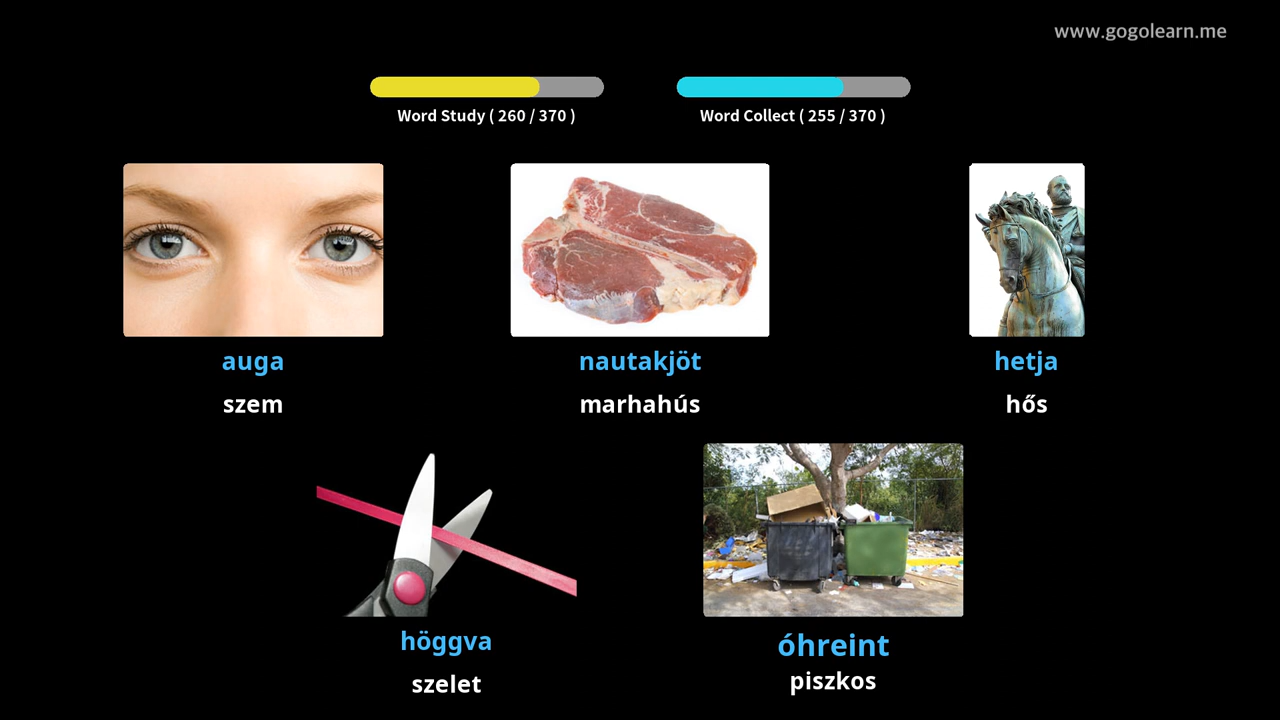 www.gogolearn.me
Word Study ( 260 / 370 )
Word Collect ( 255 / 370 )
auga
nautakjöt
hetja
szem
marhahús
hős
höggva
óhreint
szelet
piszkos